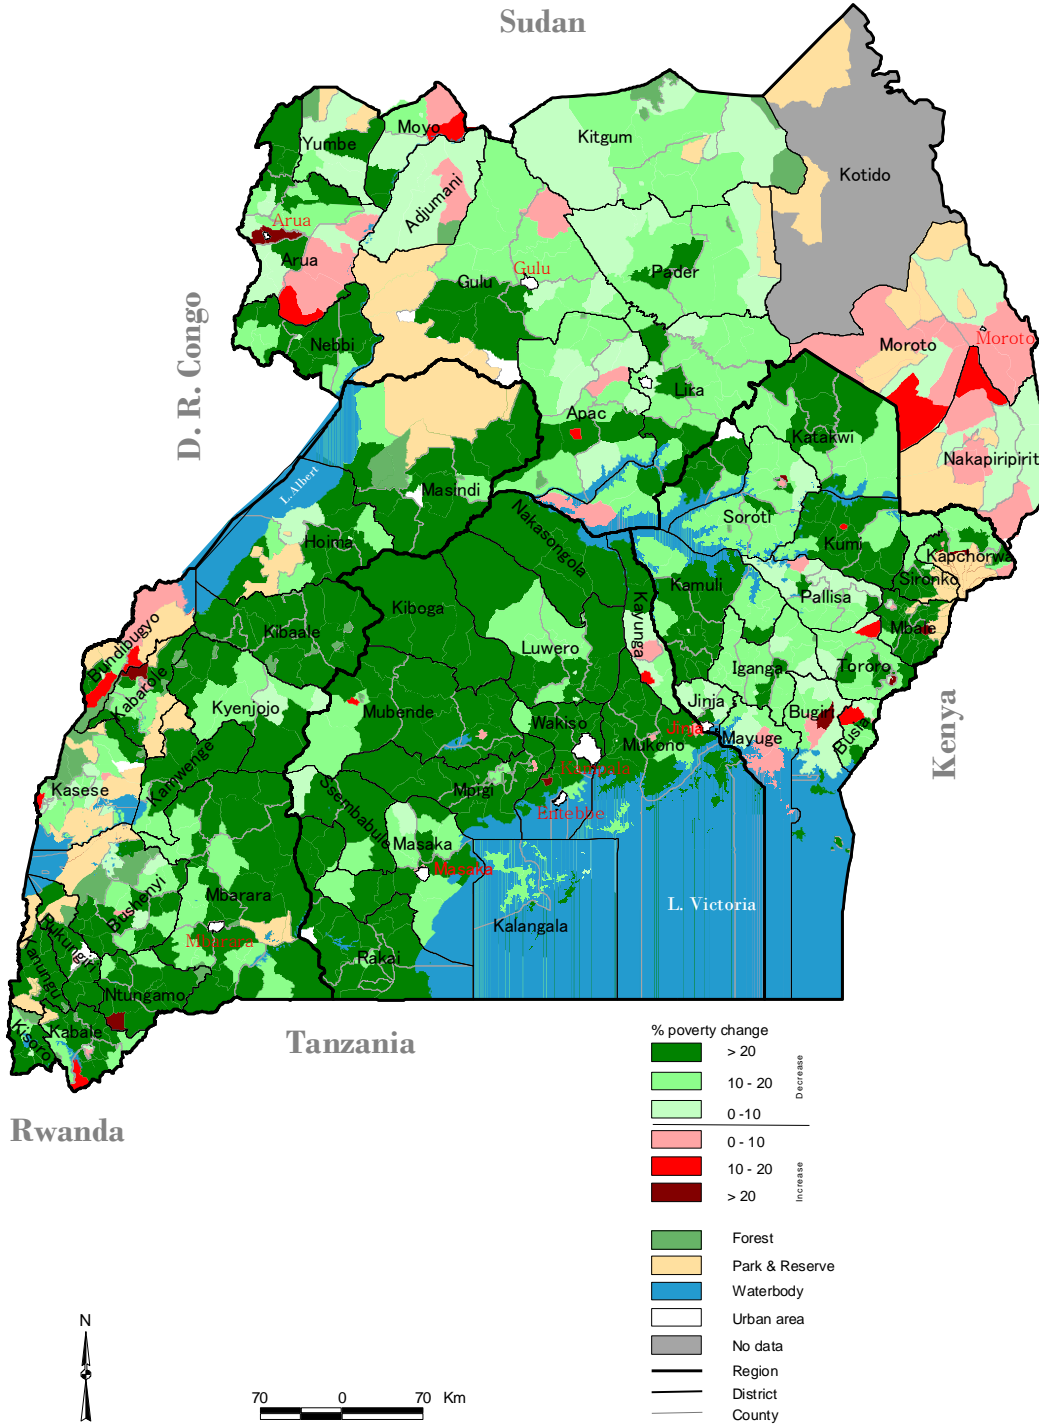 Sudan
Kitgum
Moyo
Yumbe
Kotido
Adjumani
Arua
Arua
Pader
Gulu
Gulu
D. R. Congo
Nebbi
Moroto
Moroto
Lira
Apac
Katakwi
Nakapiripirit
L. Albert
Masindi
Nakasongola
Soroti
Hoima
Kumi
Kapchorwa
Sironko
Kamuli
Pallisa
Kiboga
Kayunga
Kibaale
Mbale
Bundibugyo
Luwero
Iganga
Tororo
Kabarole
Kyenjojo
Mubende
Jinja
Bugiri
Wakiso
Jinja
Mayuge
Busia
Mukono
Kenya
Kamwenge
Kampala
Kasese
Mpigi
Ssembabule
Entebbe
Masaka
Masaka
Bushenyi
Mbarara
L. Victoria
Kalangala
Mbarara
Rukungiri
Kanungu
Rakai
Ntungamo
Kabale
Kisoro
Tanzania
Rwanda
% poverty change
> 20
10 - 20
0 -10
Decrease
0 - 10
10 - 20
> 20
Increase
Forest
Park & Reserve
Waterbody
Urban area
No data
Region
District
County
N
70 0 70 Km